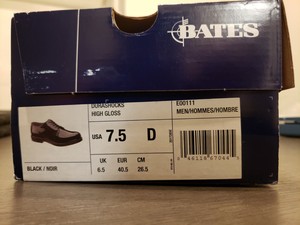 BATES
DURASHOCKS
HIGH GLOSS
E00111
MEN/HOMMES/HOMBRE
USA 7.5 D
UK EUR CM
6.5 40.5 26.5
BLACK / NOIR